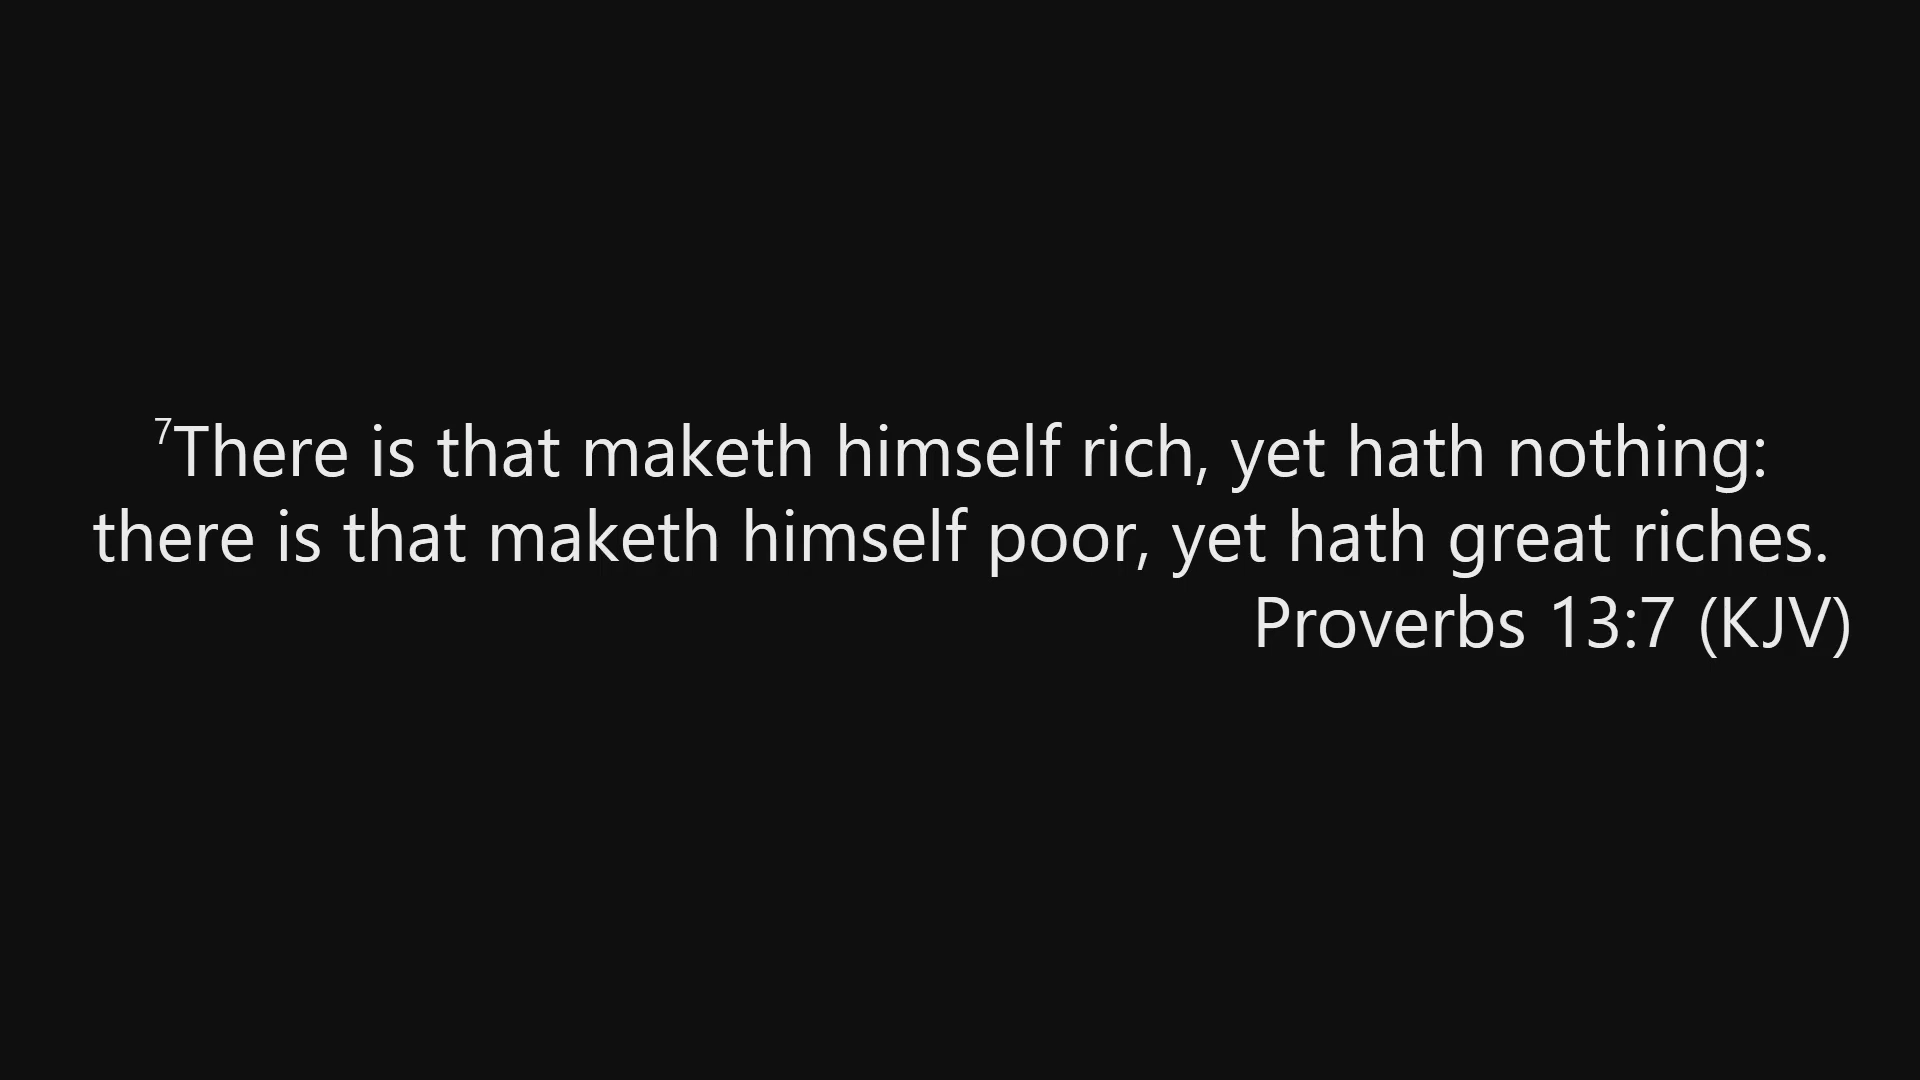 ⁷There is that maketh himself rich, yet hath nothing:
there is that maketh himself poor, yet hath great riches.
Proverbs 13:7 (KJV)